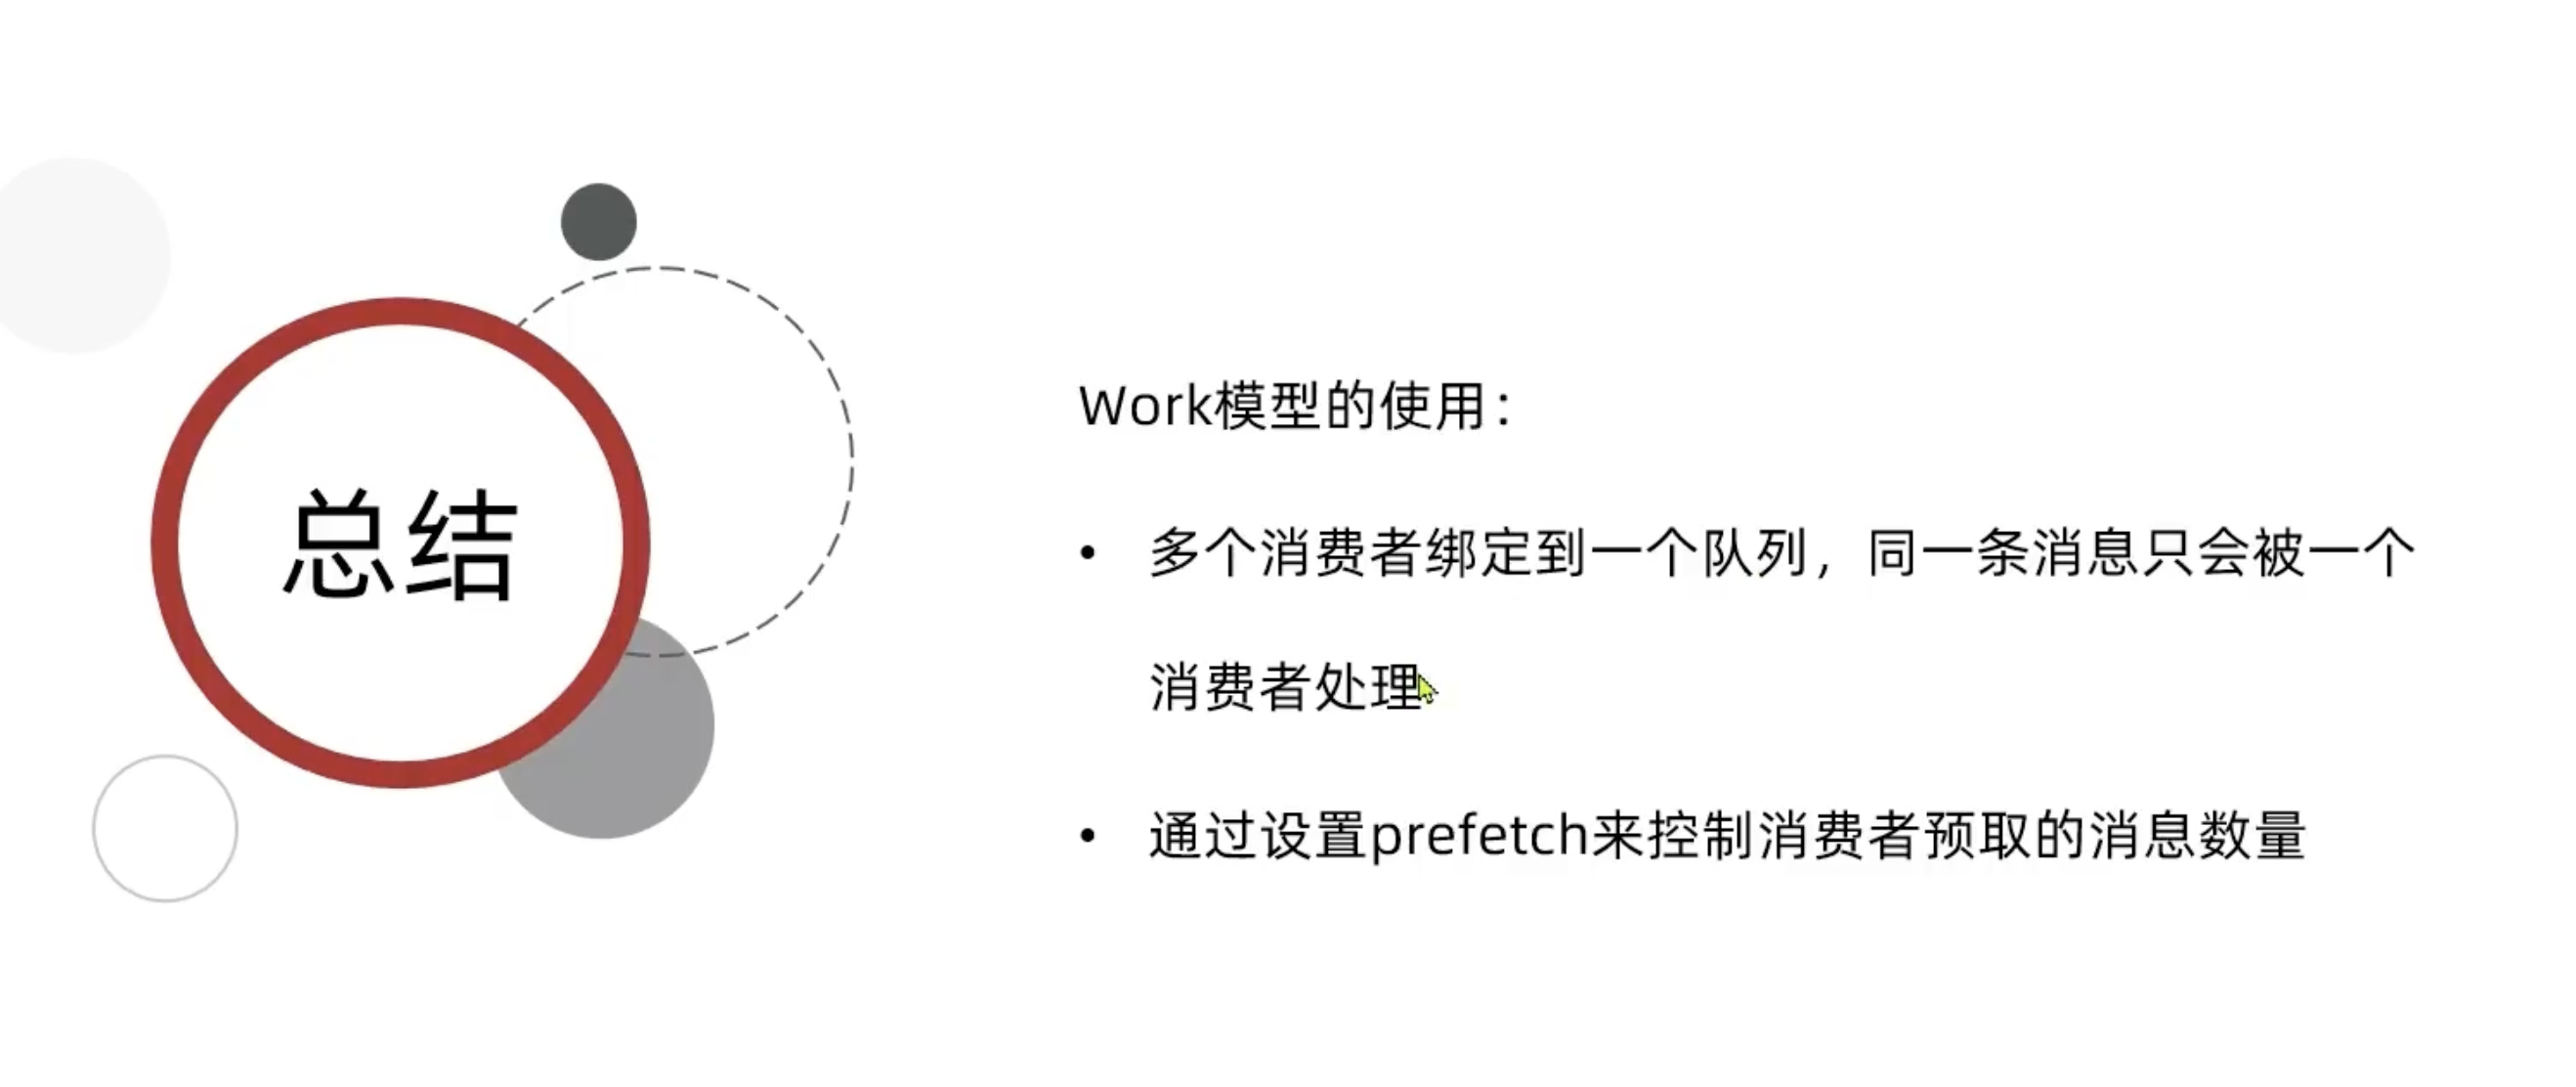 总结
Work模型的使用：
• 多个消费者绑定到一个队列，同一条消息只会被一个
消费者处理
• 通过设置prefetch来控制消费者预取的消息数量